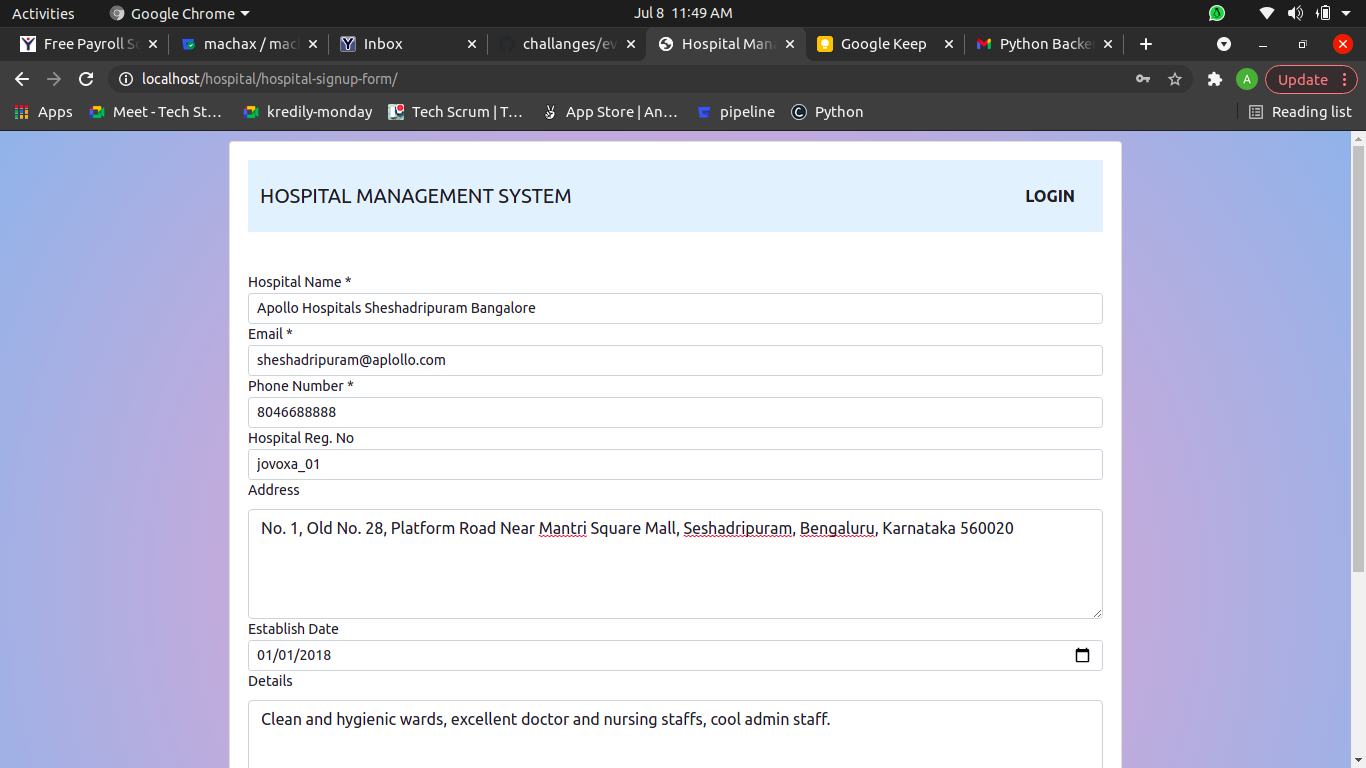 Activities Google Chrome Jul 8 11:49 AM
Free Payroll So machax / mac Inbox challanges/ev Hospital Man Google Keep Python Backe
localhost/hospital/hospital-signup-form/ A Update
Apps Meet - Tech St... kredily-monday Tech Scrum | T... App Store | An... pipeline Python Reading list
HOSPITAL MANAGEMENT SYSTEM LOGIN
Hospital Name *
Apollo Hospitals Sheshadripuram Bangalore
Email *
sheshadripuram@aplollo.com
Phone Number *
8046688888
Hospital Reg. No
jovoxa_01
Address
No. 1, Old No. 28, Platform Road Near Mantri Square Mall, Seshadripuram, Bengaluru, Karnataka 560020
Establish Date
01/01/2018
Details
Clean and hygienic wards, excellent doctor and nursing staffs, cool admin staff.